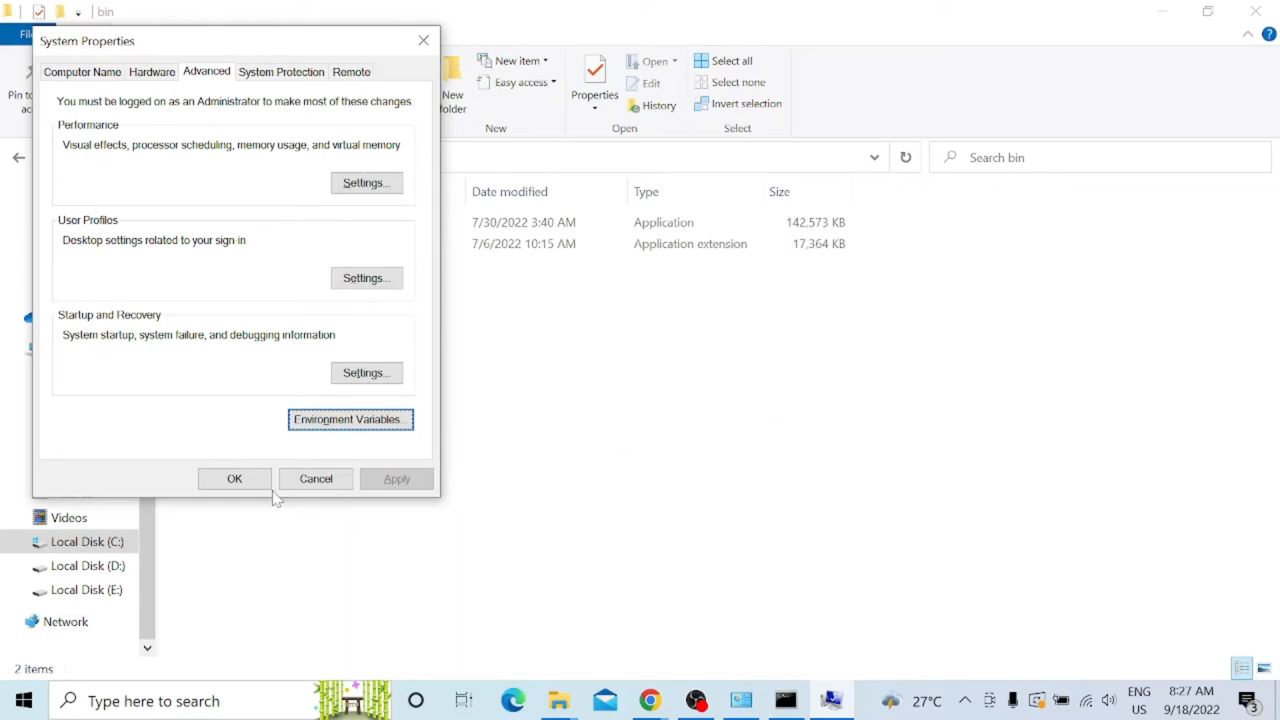 bin
System Properties
Fil
Computer Name Hardware Advanced System Protection Remote
You must be logged on as an Administrator to make most of these changes
Performance
Visual effects, processor scheduling, memory usage, and virtual memory
Settings...
User Profiles
Desktop settings related to your sign-in
Settings...
Startup and Recovery
System startup, system failure, and debugging information
Settings...
Environment Variables...
OK Cancel Apply
Pin to
New
New item
Easy access
New
Properties
Open
Edit
History
Open
Select all
Select none
Invert selection
Select
Search bin
Date modified Type Size
7/30/2022 3:40 AM Application 142,573 KB
7/6/2022 10:15 AM Application extension 17,364 KB
Videos
Local Disk (C:)
Local Disk (D:)
Local Disk (E:)
Network
2 items
Type here to search
27°C
ENG
US
8:27 AM
9/18/2022
3